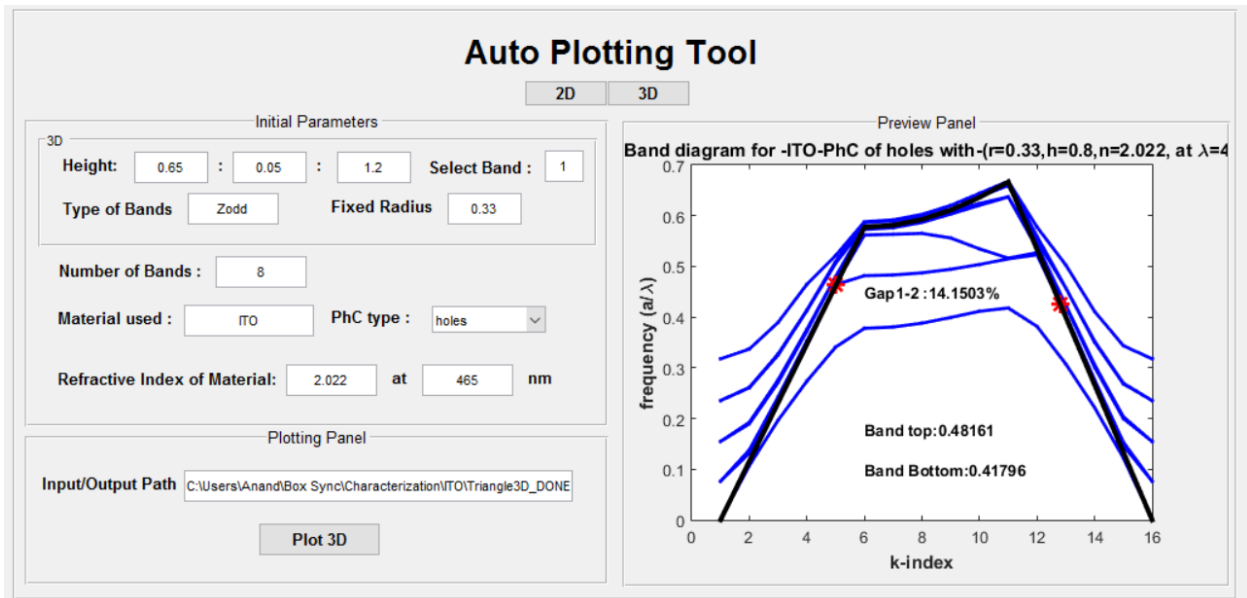 Auto Plotting Tool
2D 3D
Initial Parameters
3D
Height: 0.65 : 0.05 : 1.2 Select Band : 1
Type of Bands Zodd Fixed Radius 0.33
Number of Bands : 8
Material used : ITO PhC type : holes
Refractive Index of Material: 2.022 at 465 nm
Plotting Panel
Input/Output Path C:\Users\Anand\Box Sync\Characterization\ITO\Triangle3D_DONE
Plot 3D
Preview Panel
Band diagram for -ITO-PhC of holes with-(r=0.33,h=0.8,n=2.022, at λ=4
0.7
0.6
0.5
0.4
0.3
0.2
0.1
0
frequency (a/λ)
Gap1-2 :14.1503%
Band top:0.48161
Band Bottom:0.41796
0 2 4 6 8 10 12 14 16
k-index